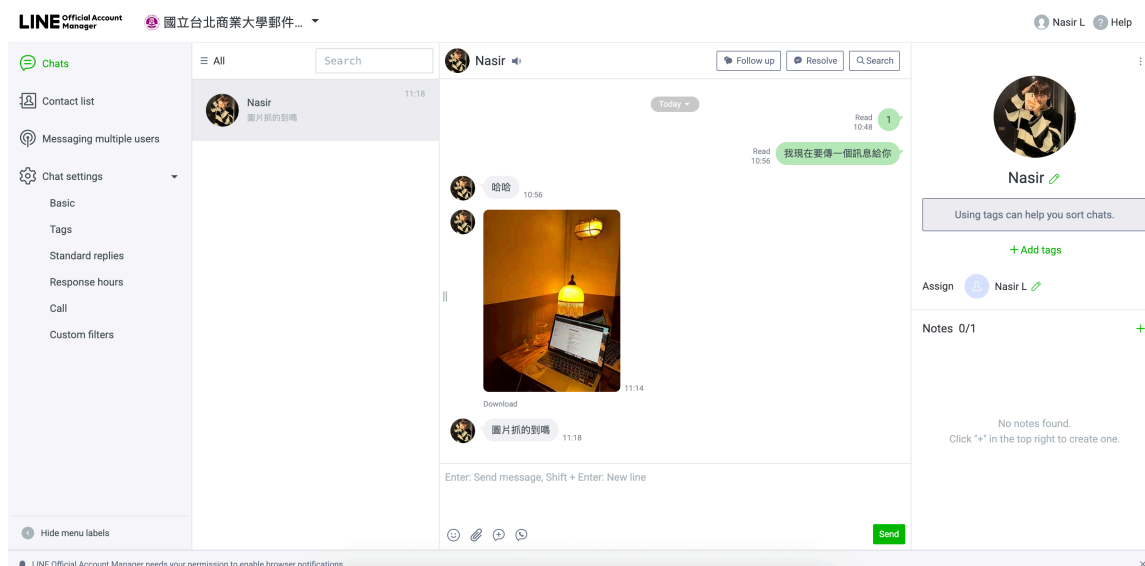 LINE Official Account Manager
國立台北商業大學郵件...
Nasir L
? Help
Chats
Contact list
Messaging multiple users
Chat settings
Basic
Tags
Standard replies
Response hours
Call
Custom filters
Hide menu labels
All
Search
Nasir
11:18
圖片抓的到嗎
Nasir
Follow up
Resolve
Search
Today
Read
10:48
1
Read
10:56
我現在要傳一個訊息給你
哈哈
10:56
11:14
Download
圖片抓的到嗎
11:18
Enter: Send message, Shift + Enter: New line
Send
Nasir
Using tags can help you sort chats.
+ Add tags
Assign
Nasir L
Notes 0/1
+
No notes found.
Click "+" in the top right to create one.
LINE Official Account Manager needs your permission to enable browser notifications.